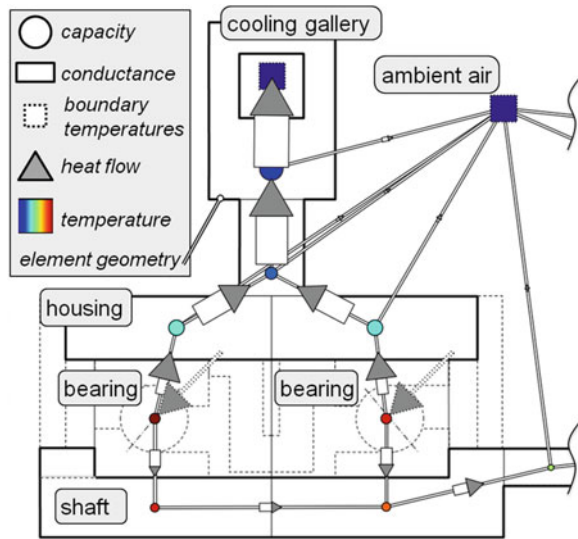 capacity
conductance
boundary
temperatures
heat flow
temperature
element geometry
cooling gallery
ambient air
housing
bearing
bearing
shaft